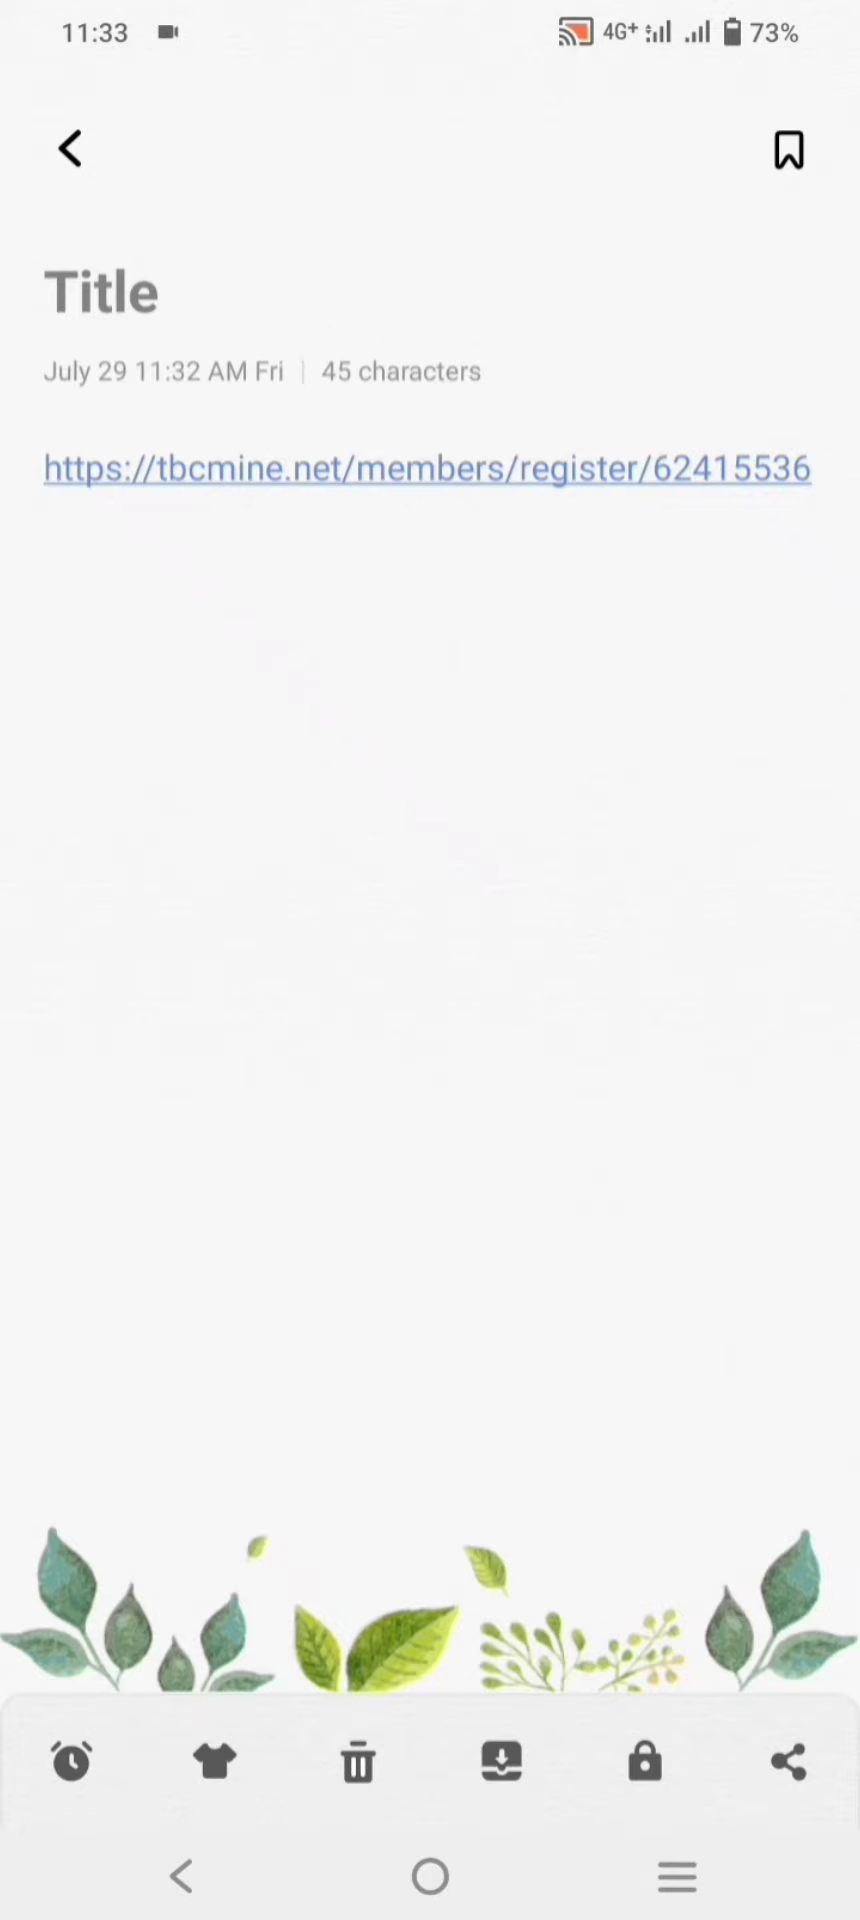 11:33 4G+ 73%
Title
July 29 11:32 AM Fri | 45 characters
https://tbcmine.net/members/register/62415536